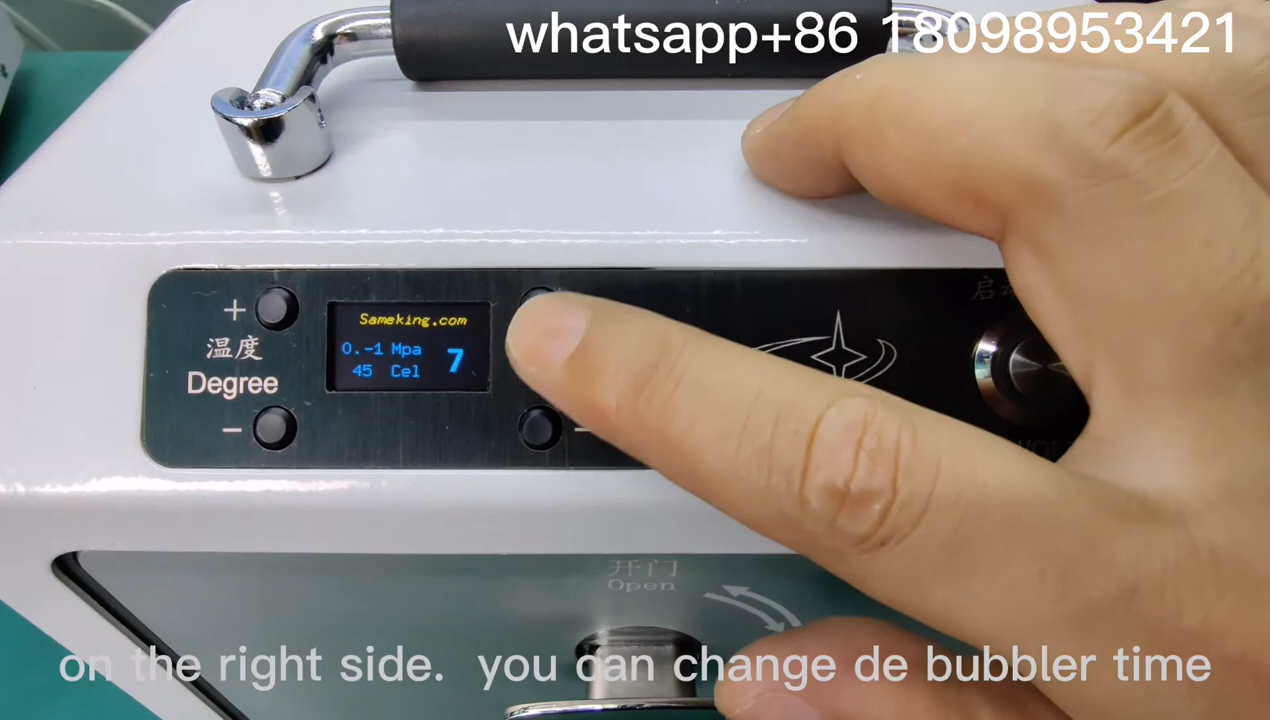 whatsapp+86 18098953421
+
温度
Degree
−
Sameking.com
0.-1 Mpa
45 Cel
7
−
启
开门
Open
on the right side. you can change de bubbler time